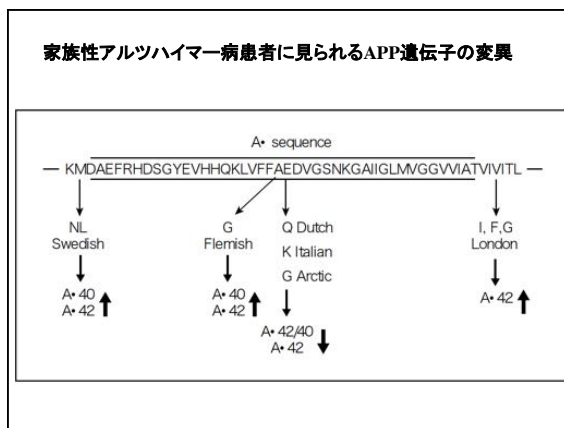 家族性アルツハイマー病患者に見られるAPP遺伝子の変異
A• sequence
— KMDAEFRHDSGYEVHHQKLVFFAEDVGSNKGAIIGLMVGGVVIATVIVITL —
NL
Swedish
A• 40
A• 42
G
Flemish
A• 40
A• 42
Q Dutch
K Italian
G Arctic
A• 42/40
A• 42
I, F,G
London
A• 42